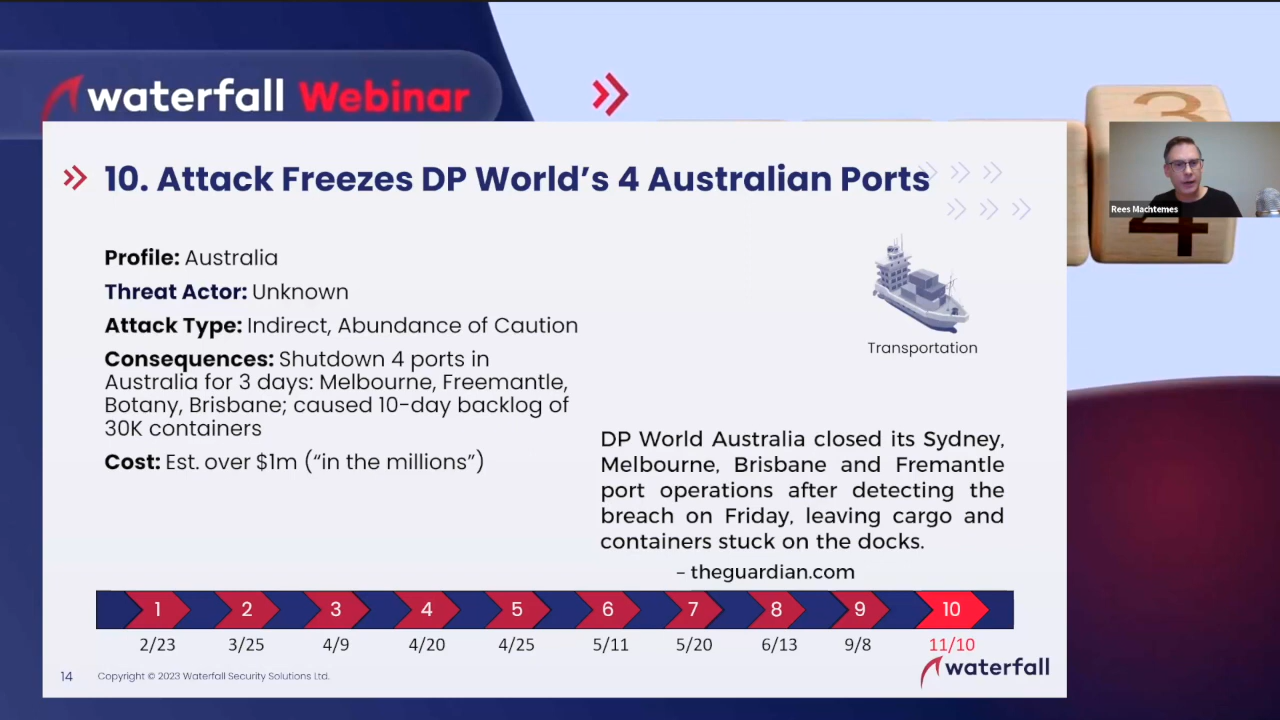 waterfall Webinar
3
4
Rees Machtemes
10. Attack Freezes DP World's 4 Australian Ports
Profile: Australia
Threat Actor: Unknown
Attack Type: Indirect, Abundance of Caution
Consequences: Shutdown 4 ports in
Australia for 3 days: Melbourne, Freemantle,
Botany, Brisbane; caused 10-day backlog of
30K containers
Cost: Est. over $1m (“in the millions”)
Transportation
DP World Australia closed its Sydney,
Melbourne, Brisbane and Fremantle
port operations after detecting the
breach on Friday, leaving cargo and
containers stuck on the docks.
– theguardian.com
1 2 3 4 5 6 7 8 9 10
2/23 3/25 4/9 4/20 4/25 5/11 5/20 6/13 9/8 11/10
14 Copyright © 2023 Waterfall Security Solutions Ltd.
waterfall